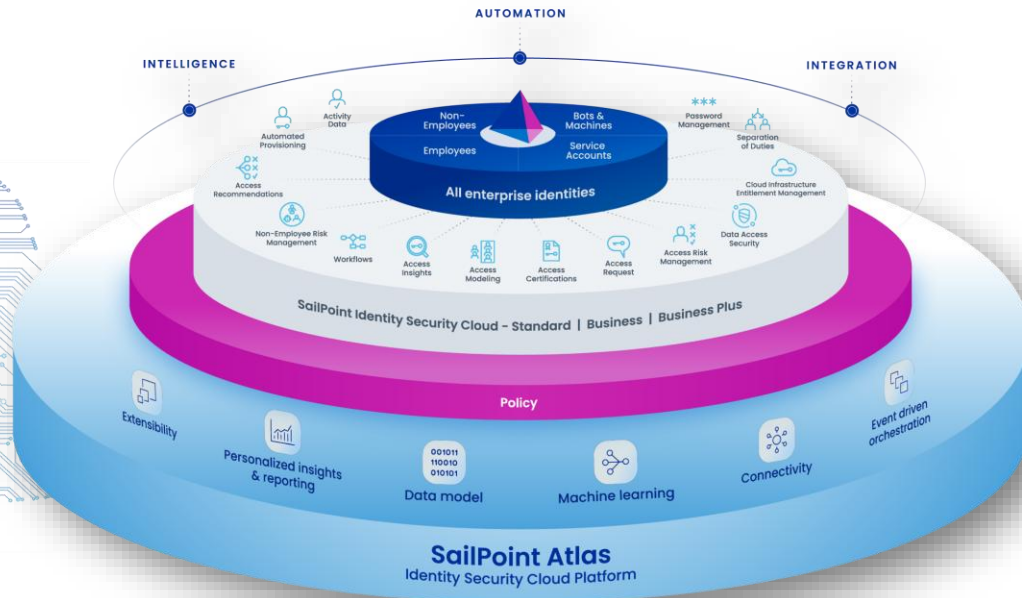 AUTOMATION
INTELLIGENCE
INTEGRATION
Activity
Data
Automated
Provisioning
Access
Recommendations
Non-Employee Risk
Management
Workflows
Access
Insights
Access
Modeling
Access
Certifications
Access
Request
Access Risk
Management
Data Access
Security
Cloud Infrastructure
Entitlement Management
Separation
of Duties
***
Password
Management
Non-
Employees
Bots &
Machines
Employees
Service
Accounts
All enterprise identities
SailPoint Identity Security Cloud - Standard | Business | Business Plus
Policy
Extensibility
Personalized insights
& reporting
001011
110010
010101
Data model
Machine learning
Connectivity
Event driven
orchestration
SailPoint Atlas
Identity Security Cloud Platform